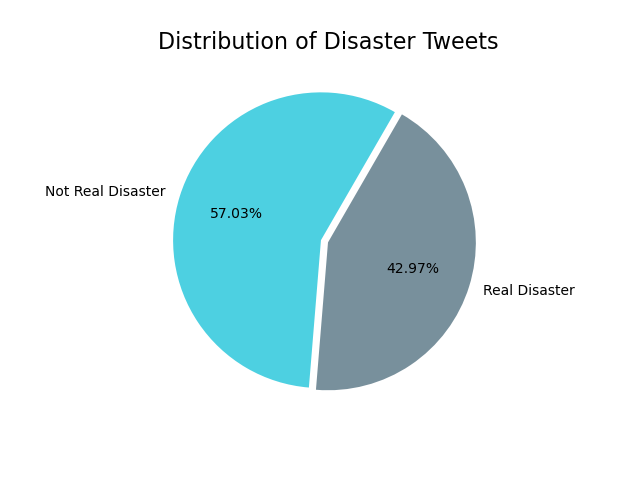 Distribution of Disaster Tweets
Not Real Disaster
57.03%
42.97%
Real Disaster